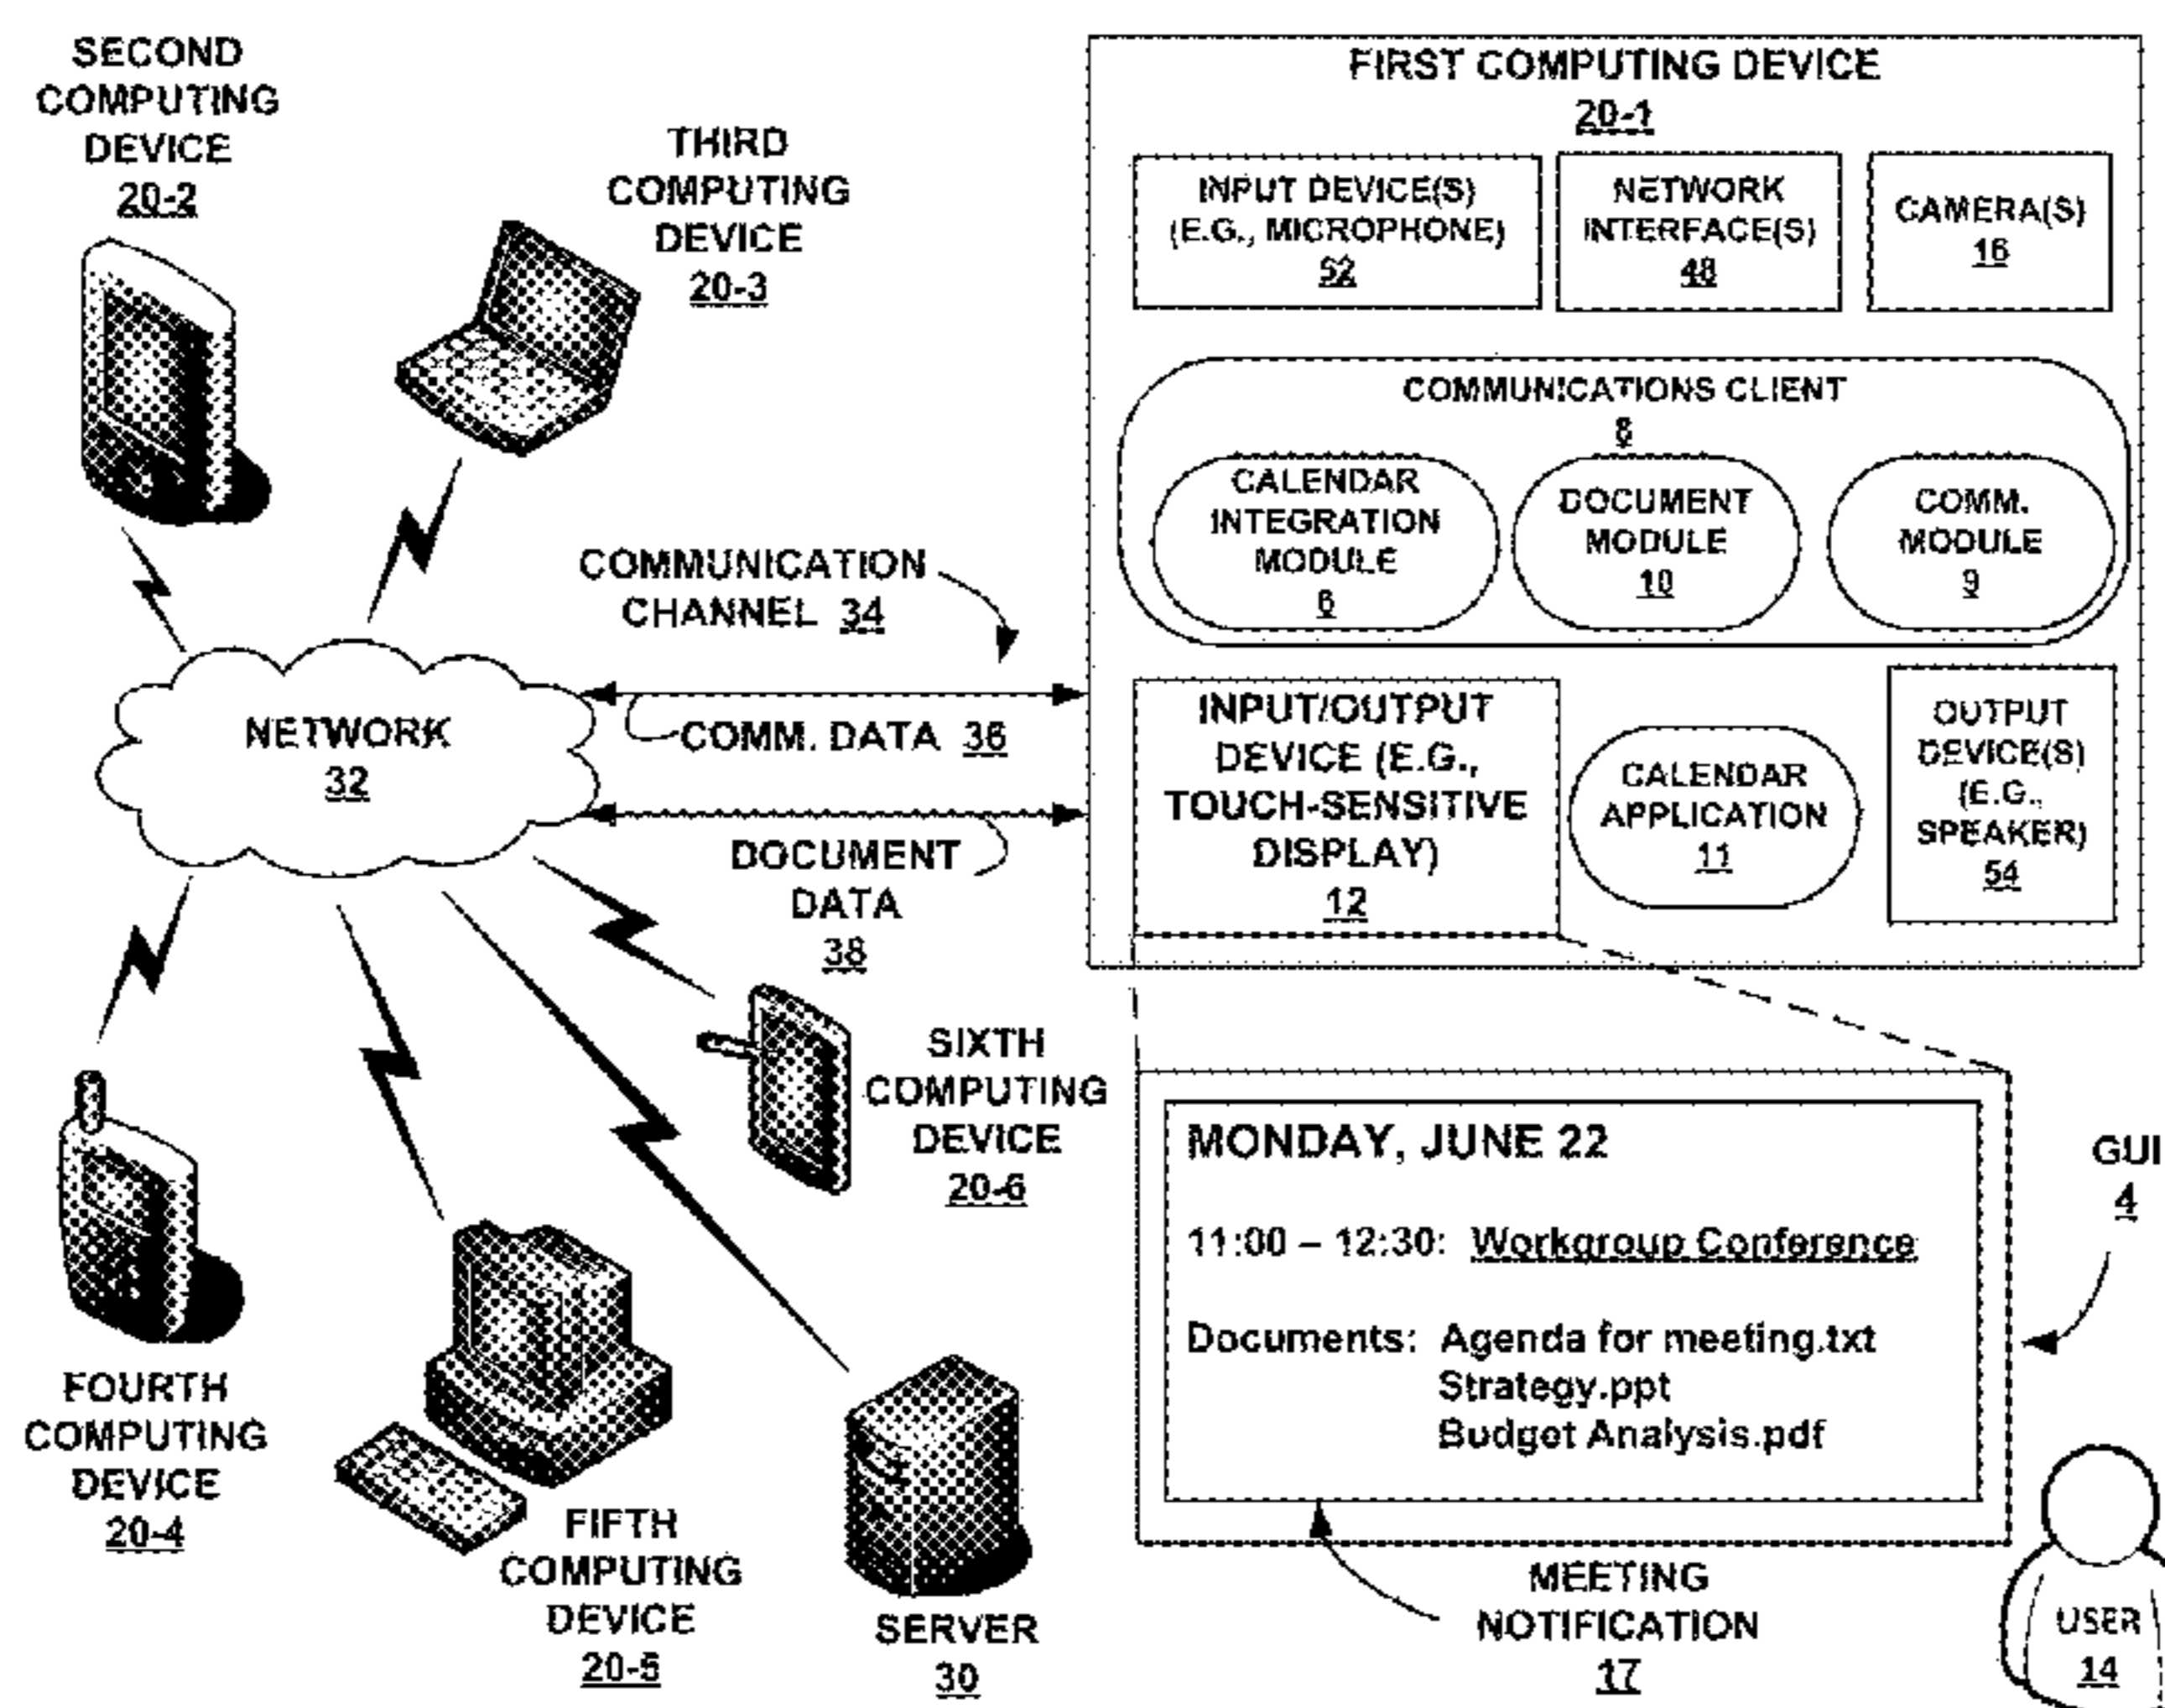 SECOND
COMPUTING
DEVICE
20-2
THIRD
COMPUTING
DEVICE
20-3
FIRST COMPUTING DEVICE
20-1
INPUT DEVICE(S)
(E.G., MICROPHONE)
52
NETWORK
INTERFACE(S)
48
CAMERA(S)
16
COMMUNICATIONS CLIENT
8
CALENDAR
INTEGRATION
MODULE
6
DOCUMENT
MODULE
10
COMM.
MODULE
9
COMMUNICATION
CHANNEL 34
NETWORK
32
COMM. DATA 36
DOCUMENT
DATA
38
INPUT/OUTPUT
DEVICE (E.G.,
TOUCH-SENSITIVE
DISPLAY)
12
CALENDAR
APPLICATION
11
OUTPUT
DEVICE(S)
(E.G.,
SPEAKER)
54
SIXTH
COMPUTING
DEVICE
20-6
MONDAY, JUNE 22
11:00 – 12:30: Workgroup Conference
Documents: Agenda for meeting.txt
Strategy.ppt
Budget Analysis.pdf
GUI
4
FOURTH
COMPUTING
DEVICE
20-4
FIFTH
COMPUTING
DEVICE
20-5
SERVER
30
MEETING
NOTIFICATION
17
USER
14